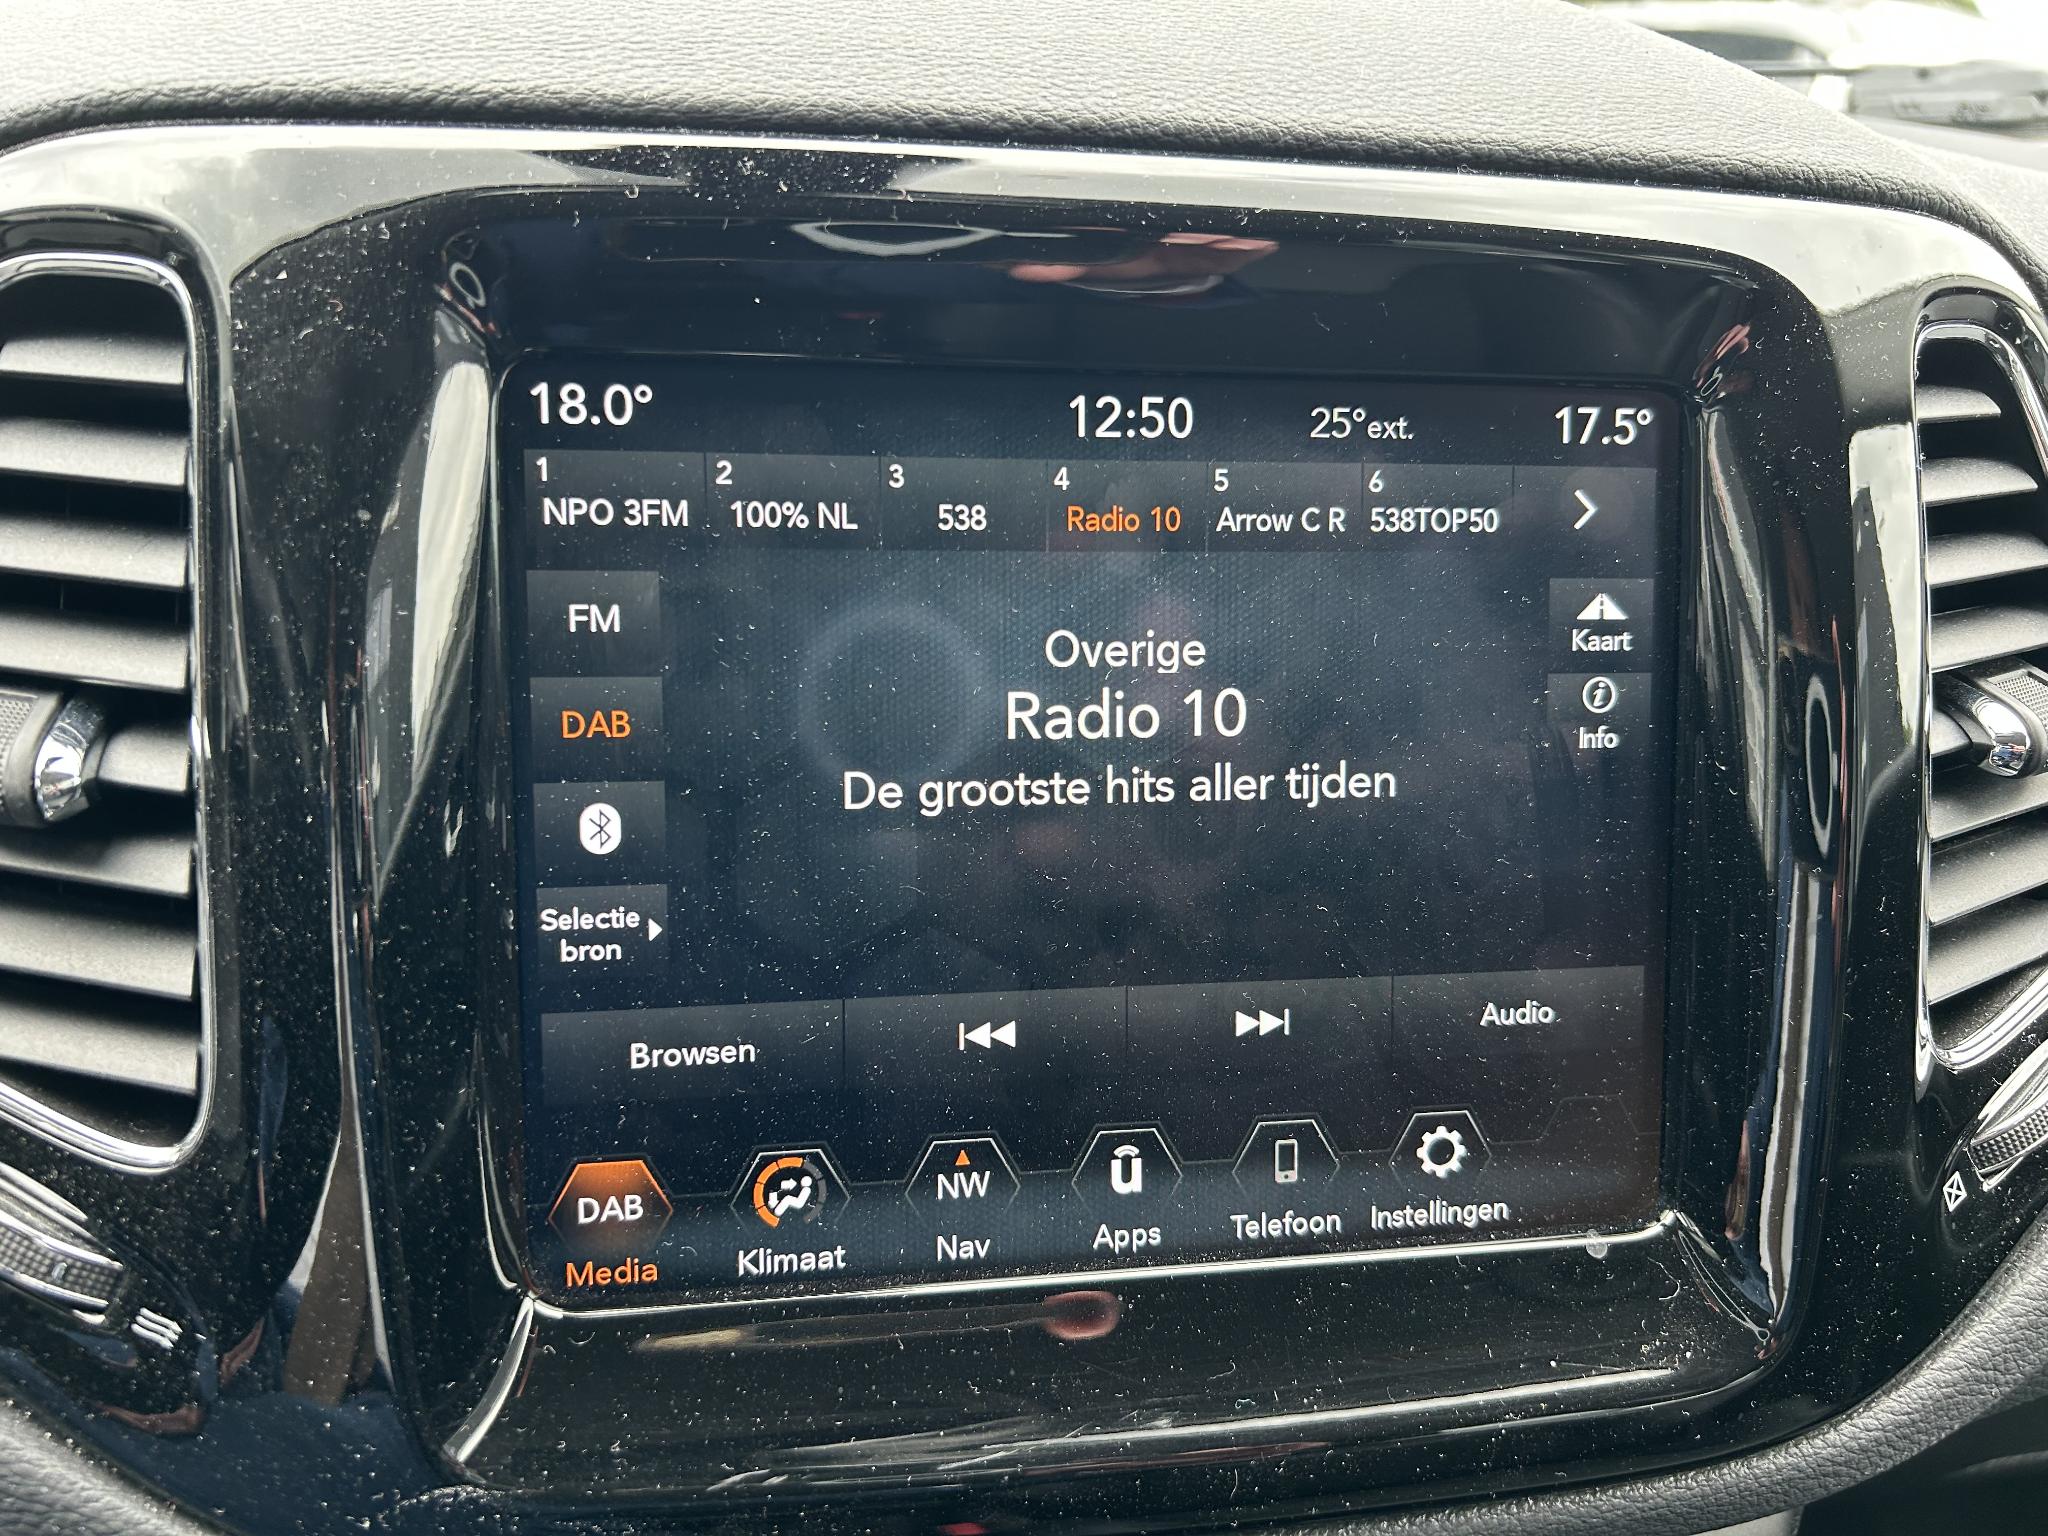 18.0° 12:50 25°ext. 17.5°
1 2 3 4 5 6
NPO 3FM 100% NL 538 Radio 10 Arrow C R 538TOP50
FM
DAB
Selectie
bron
Overige
Radio 10
De grootste hits aller tijden
Kaart
Info
Browsen Audio
DAB NW u
Media Klimaat Nav Apps Telefoon Instellingen